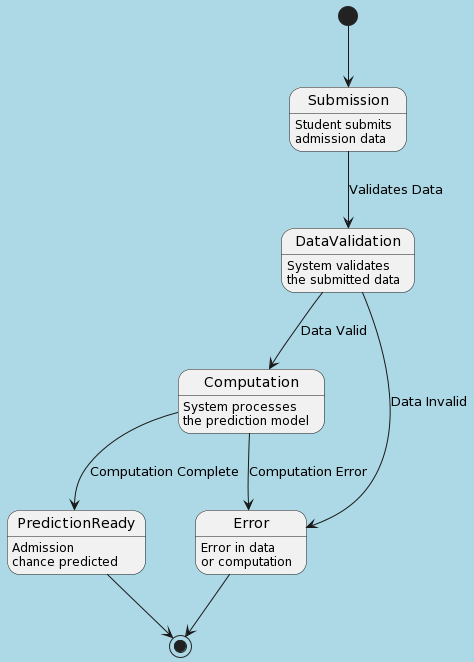 Submission
Student submits
admission data
Validates Data
DataValidation
System validates
the submitted data
Data Valid
Data Invalid
Computation
System processes
the prediction model
Computation Complete
Computation Error
PredictionReady
Admission
chance predicted
Error
Error in data
or computation